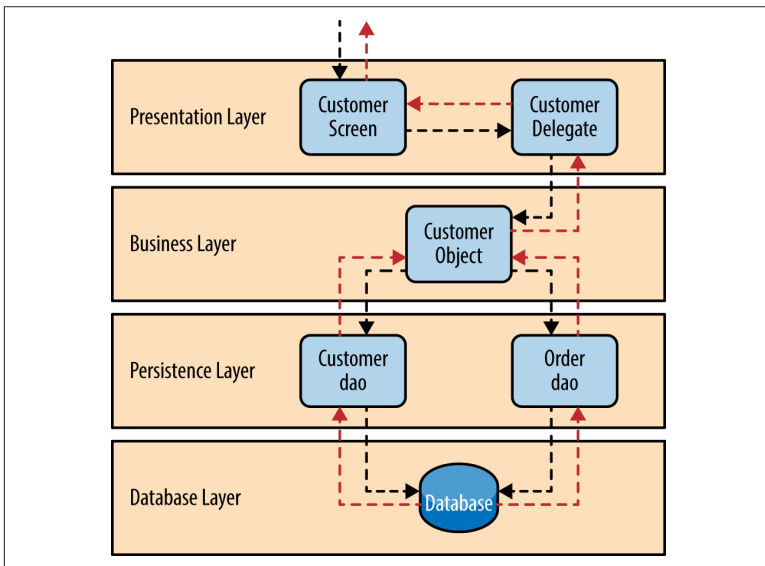 Presentation Layer
Customer
Screen
Customer
Delegate
Business Layer
Customer
Object
Persistence Layer
Customer
dao
Order
dao
Database Layer
Database